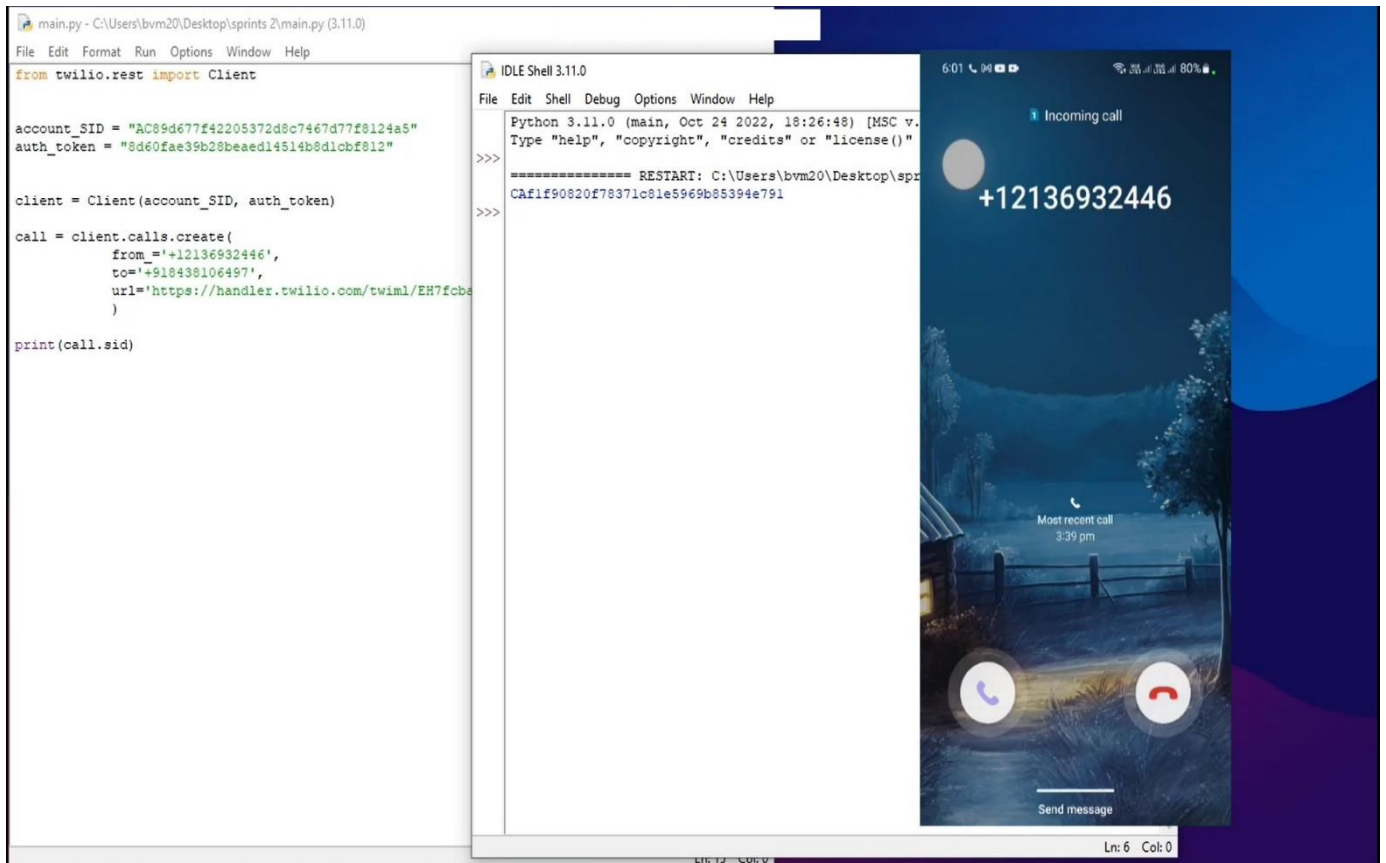 main.py - C:\Users\bvm20\Desktop\sprints 2\main.py (3.11.0)
File Edit Format Run Options Window Help
from twilio.rest import Client
account_SID = "AC89d677f42205372d8c7467d77f8124a5"
auth_token = "8d60fae39b28beaed14514b8d1cbf812"
client = Client(account_SID, auth_token)
call = client.calls.create(
from_='+12136932446',
to='+918438106497',
url='https://handler.twilio.com/twiml/EH7fcba
)
print(call.sid)
IDLE Shell 3.11.0
File Edit Shell Debug Options Window Help
Python 3.11.0 (main, Oct 24 2022, 18:26:48) [MSC v.
Type "help", "copyright", "credits" or "license()"
>>>
=============== RESTART: C:\Users\bvm20\Desktop\spr
CAf1f90820f78371c81e5969b85394e791
>>>
Ln: 6 Col: 0
6:01 80%
1 Incoming call
+12136932446
Most recent call
3:39 pm
Send message